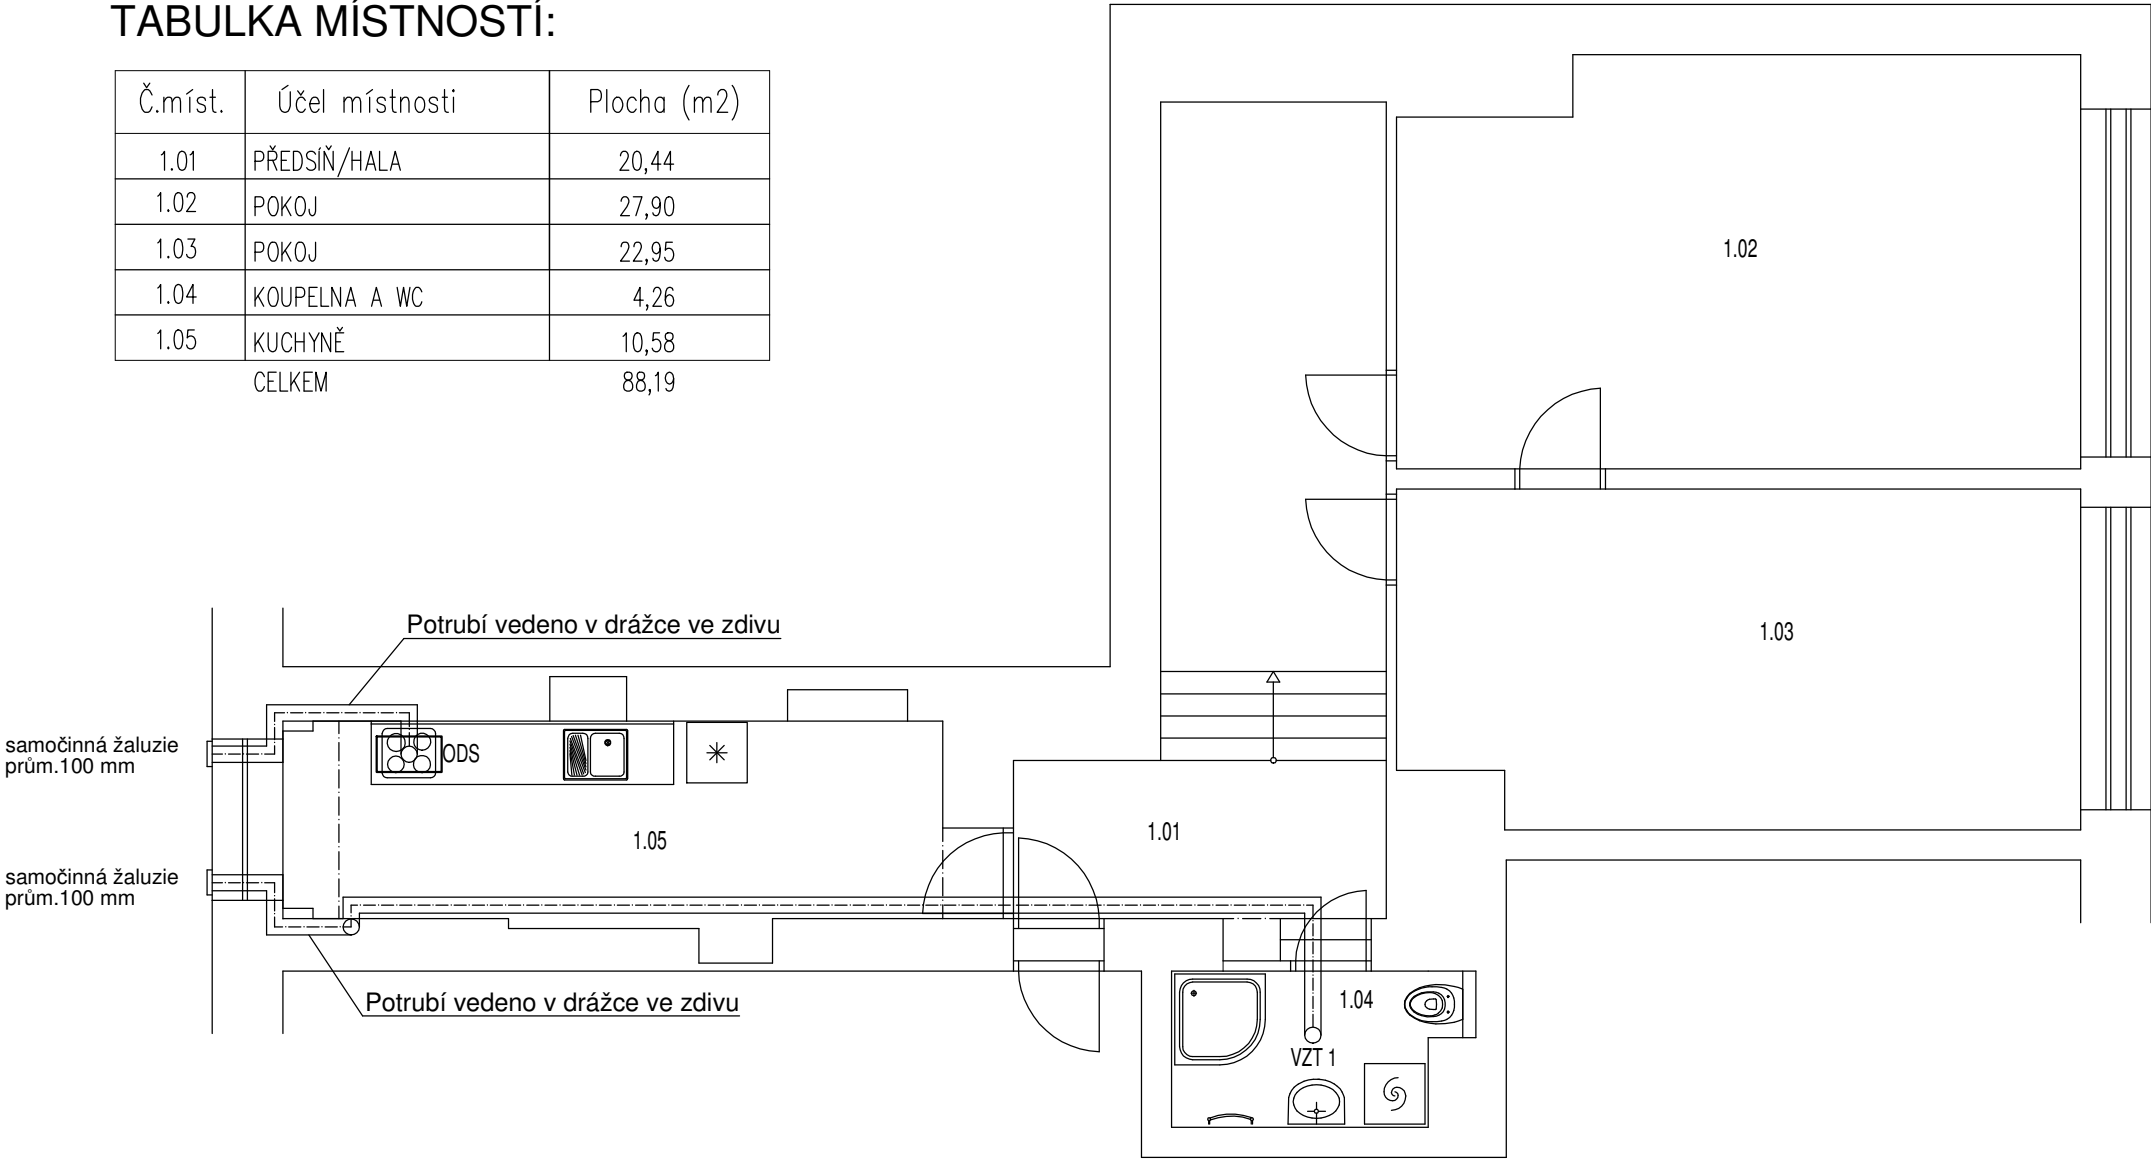 TABULKA MÍSTNOSTÍ:
Č.míst. Účel místnosti Plocha (m2)
1.01 PŘEDSÍŇ/HALA 20,44
1.02 POKOJ 27,90
1.03 POKOJ 22,95
1.04 KOUPELNA A WC 4,26
1.05 KUCHYNĚ 10,58
CELKEM 88,19
1.02
1.03
Potrubí vedeno v drážce ve zdivu
samočinná žaluzie
prům.100 mm
ODS
1.05
1.01
samočinná žaluzie
prům.100 mm
Potrubí vedeno v drážce ve zdivu
1.04
VZT 1